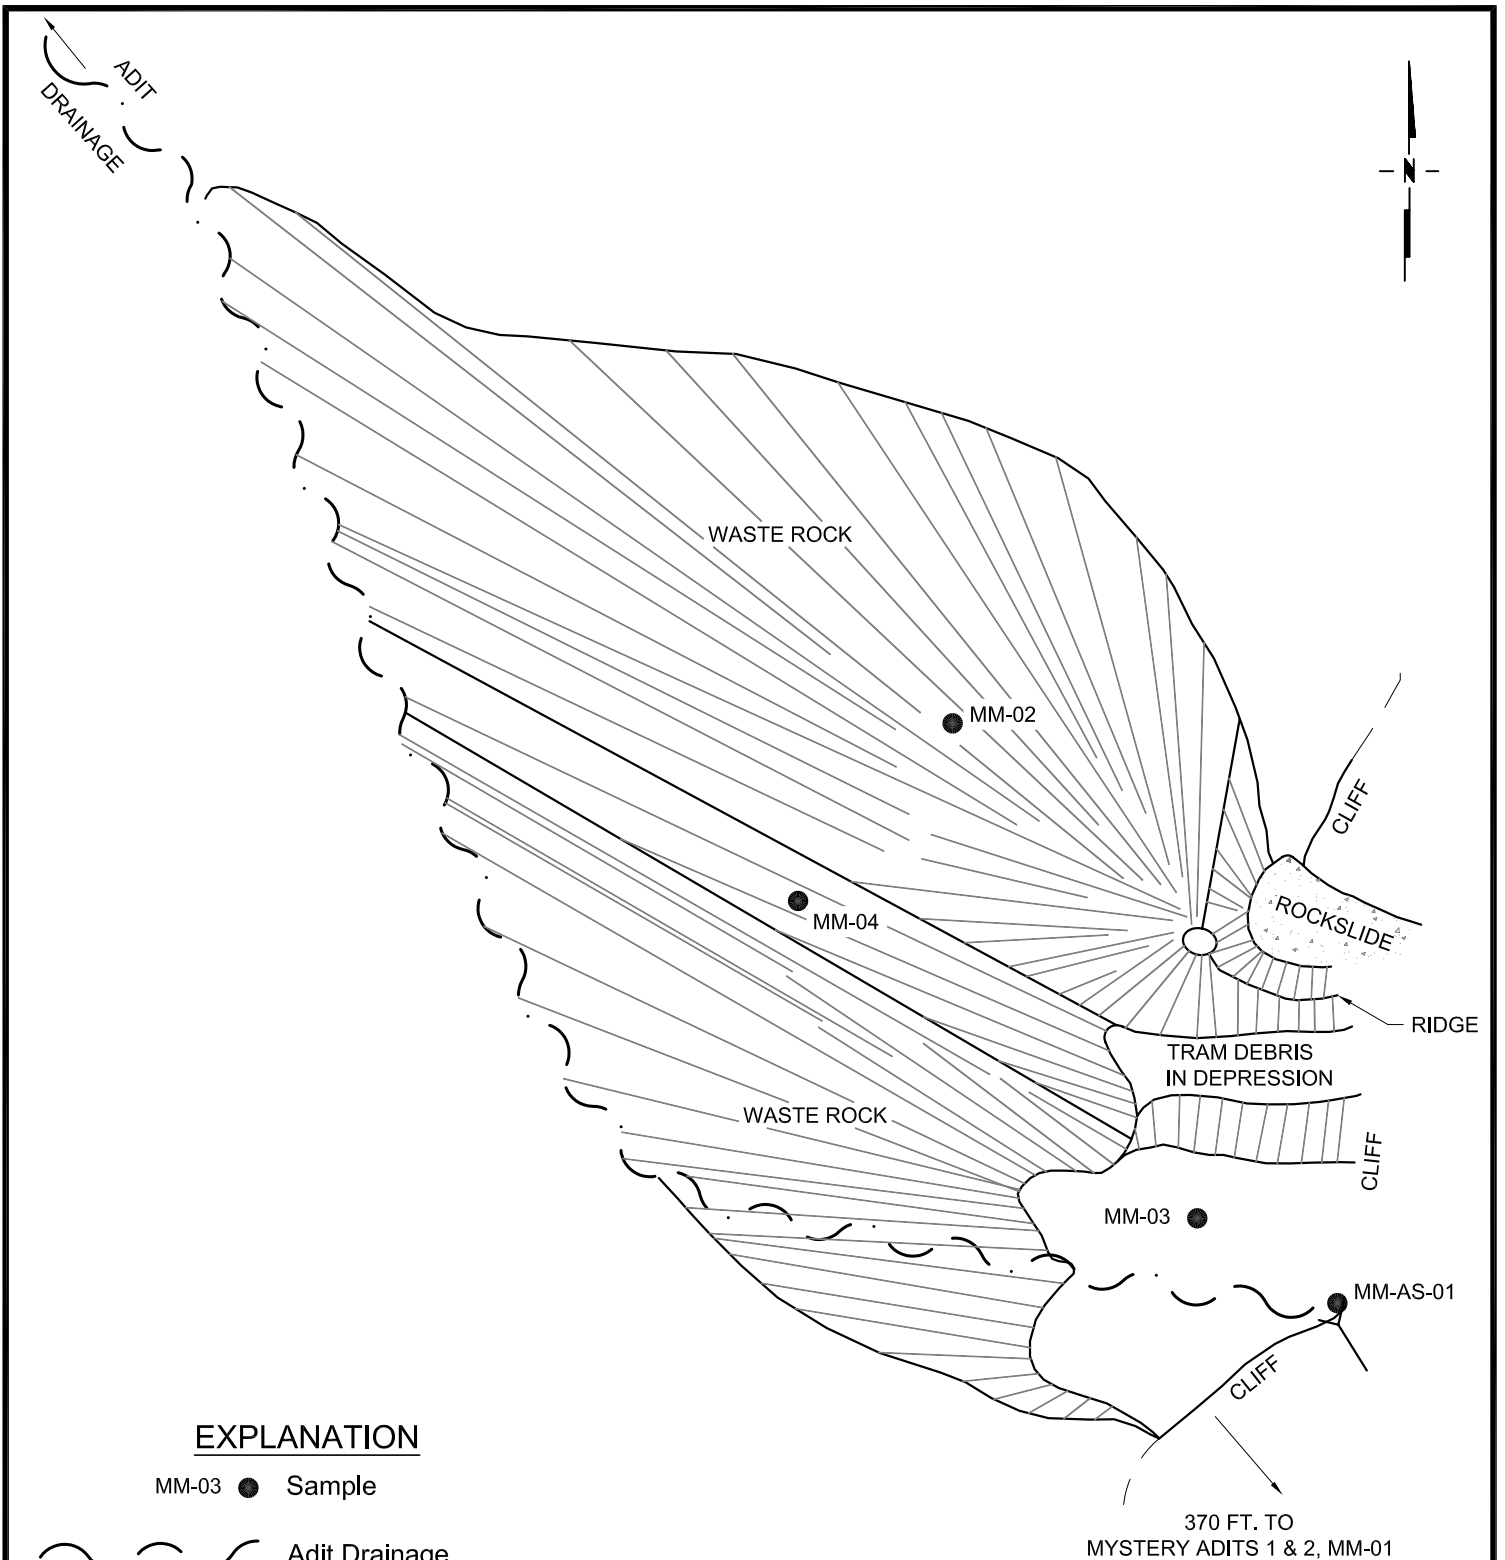 ADIT
DRAINAGE
N
WASTE ROCK
MM-02
CLIFF
MM-04
ROCKSLIDE
RIDGE
TRAM DEBRIS
IN DEPRESSION
WASTE ROCK
CLIFF
MM-03
MM-AS-01
CLIFF
EXPLANATION
MM-03 Sample
370 FT. TO
MYSTERY ADITS 1 & 2, MM-01
Adit Drainage